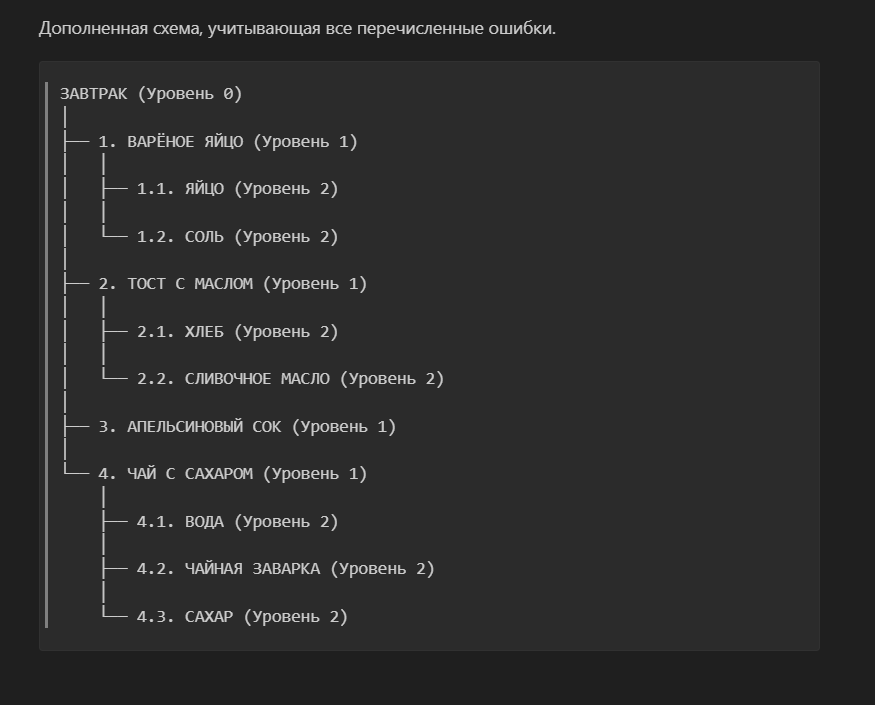 Дополненная схема, учитывающая все перечисленные ошибки.
ЗАВТРАК (Уровень 0)
│
├── 1. ВАРЁНОЕ ЯЙЦО (Уровень 1)
│   │
│   ├── 1.1. ЯЙЦО (Уровень 2)
│   │
│   └── 1.2. СОЛЬ (Уровень 2)
│
├── 2. ТОСТ С МАСЛОМ (Уровень 1)
│   │
│   ├── 2.1. ХЛЕБ (Уровень 2)
│   │
│   └── 2.2. СЛИВОЧНОЕ МАСЛО (Уровень 2)
│
├── 3. АПЕЛЬСИНОВЫЙ СОК (Уровень 1)
│
└── 4. ЧАЙ С САХАРОМ (Уровень 1)
    │
    ├── 4.1. ВОДА (Уровень 2)
    │
    ├── 4.2. ЧАЙНАЯ ЗАВАРКА (Уровень 2)
    │
    └── 4.3. САХАР (Уровень 2)